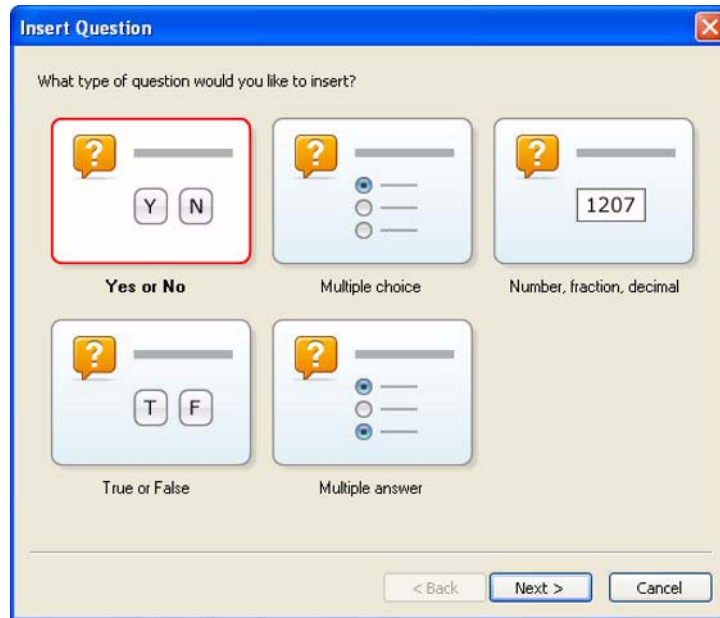 Insert Question
What type of question would you like to insert?
? Y N
?
? 1207
Yes or No Multiple choice Number, fraction, decimal
? T F
?
True or False Multiple answer
< Back Next > Cancel